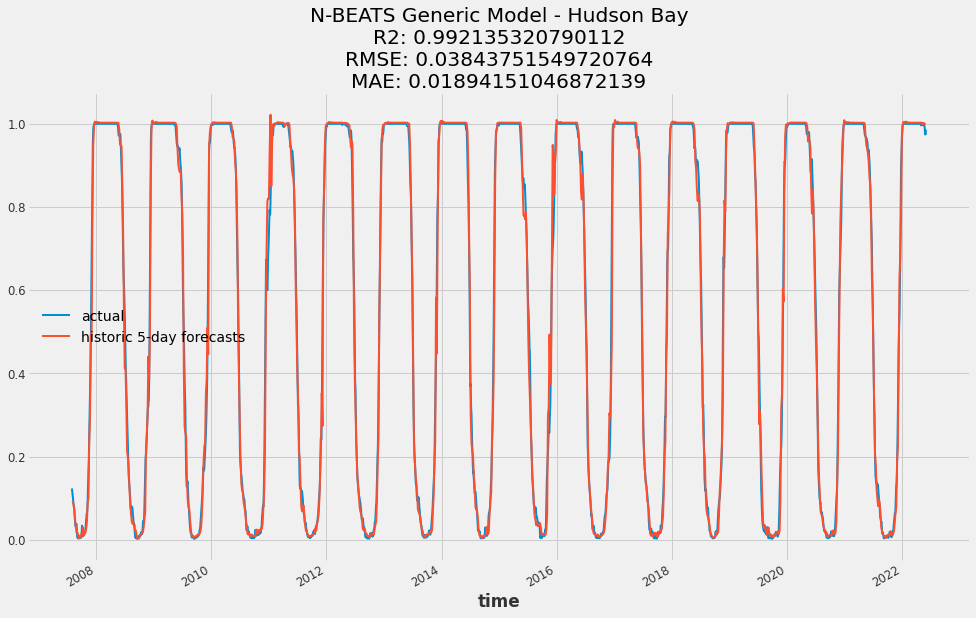 N-BEATS Generic Model - Hudson Bay
R2: 0.992135320790112
RMSE: 0.03843751549720764
MAE: 0.01894151046872139
1.0
0.8
0.6
actual
historic 5-day forecasts
0.4
0.2
0.0
2008
2010
2012
2014
2016
2018
2020
2022
time